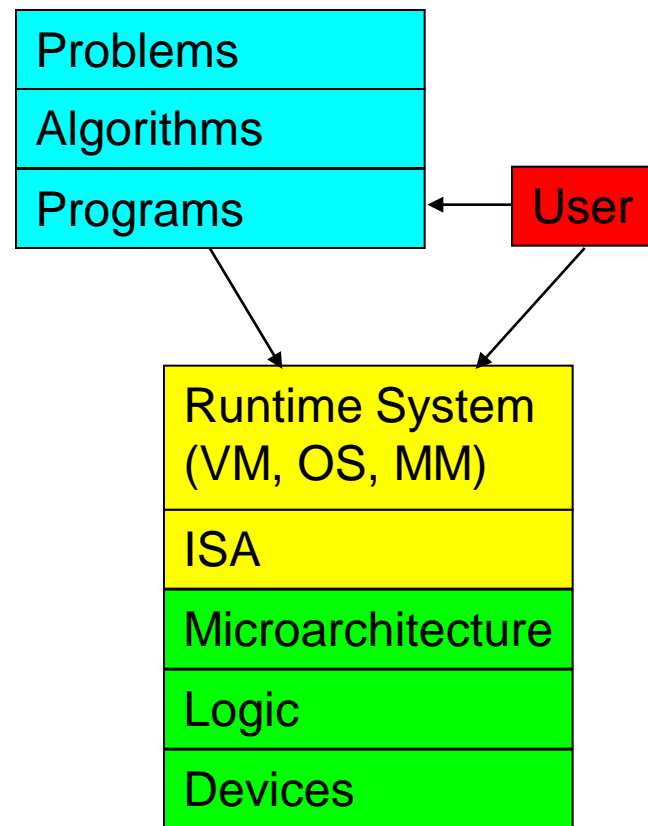 Problems
Algorithms
Programs
User
Runtime System
(VM, OS, MM)
ISA
Microarchitecture
Logic
Devices